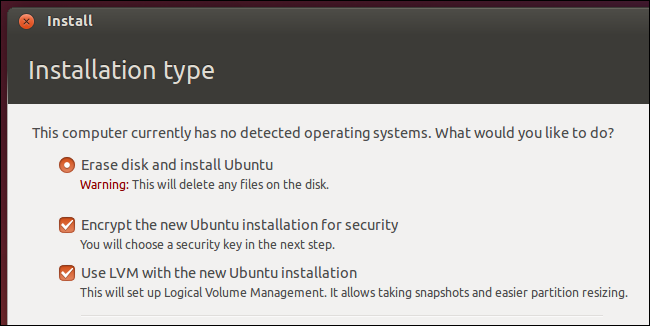 Install
Installation type
This computer currently has no detected operating systems. What would you like to do?
Erase disk and install Ubuntu
Warning: This will delete any files on the disk.
Encrypt the new Ubuntu installation for security
You will choose a security key in the next step.
Use LVM with the new Ubuntu installation
This will set up Logical Volume Management. It allows taking snapshots and easier partition resizing.